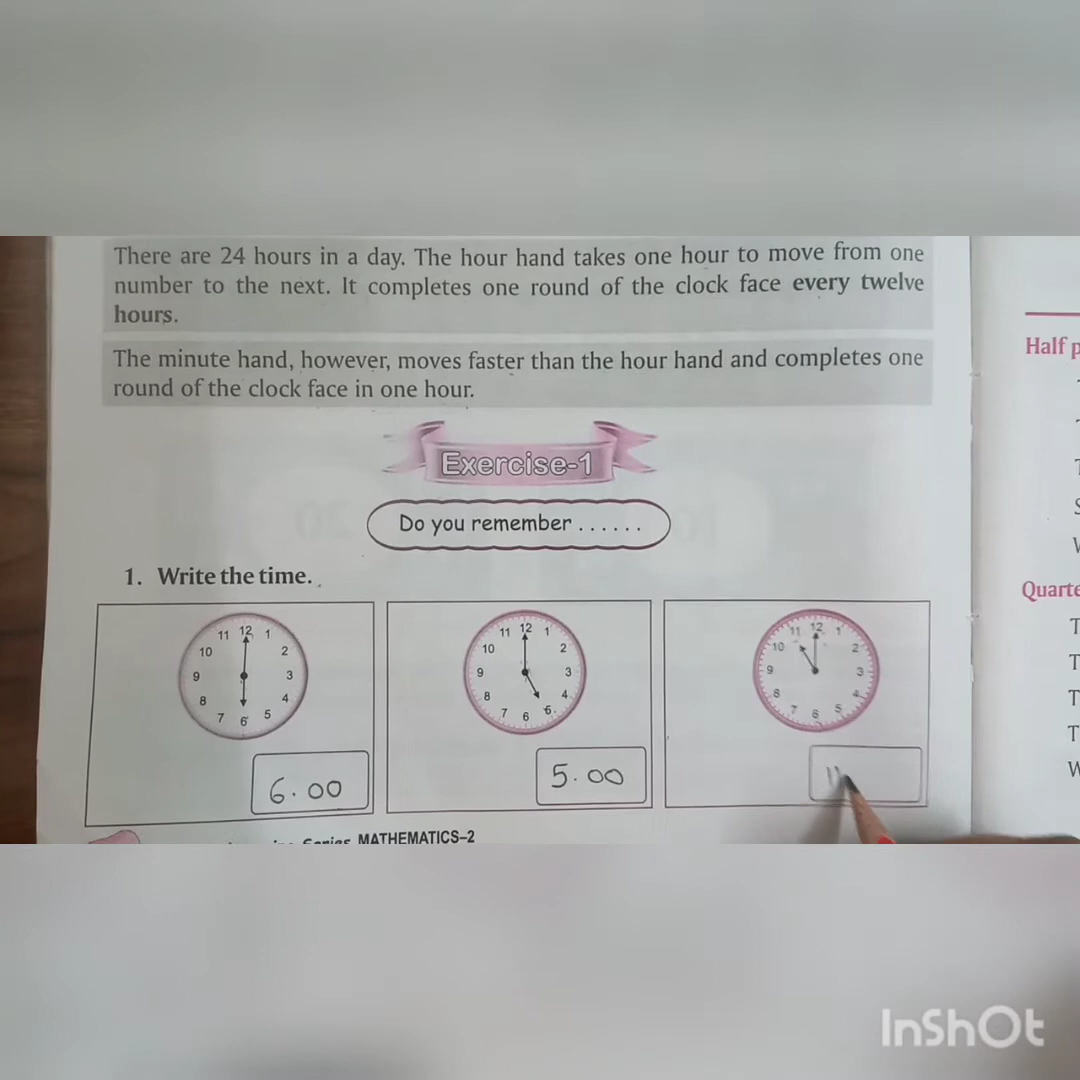 There are 24 hours in a day. The hour hand takes one hour to move from one
number to the next. It completes one round of the clock face every twelve
hours.
The minute hand, however, moves faster than the hour hand and completes one
round of the clock face in one hour.
Exercise-1
Do you remember . . . . . .
1. Write the time.
11 12 1
10 2
9 3
8 4
7 6 5
6.00
11 12 1
10 2
9 3
8 4
7 6 5
5.00
11 12 1
10 2
9 3
8 4
7 6 5
11
Series MATHEMATICS–2
Half
InShOt